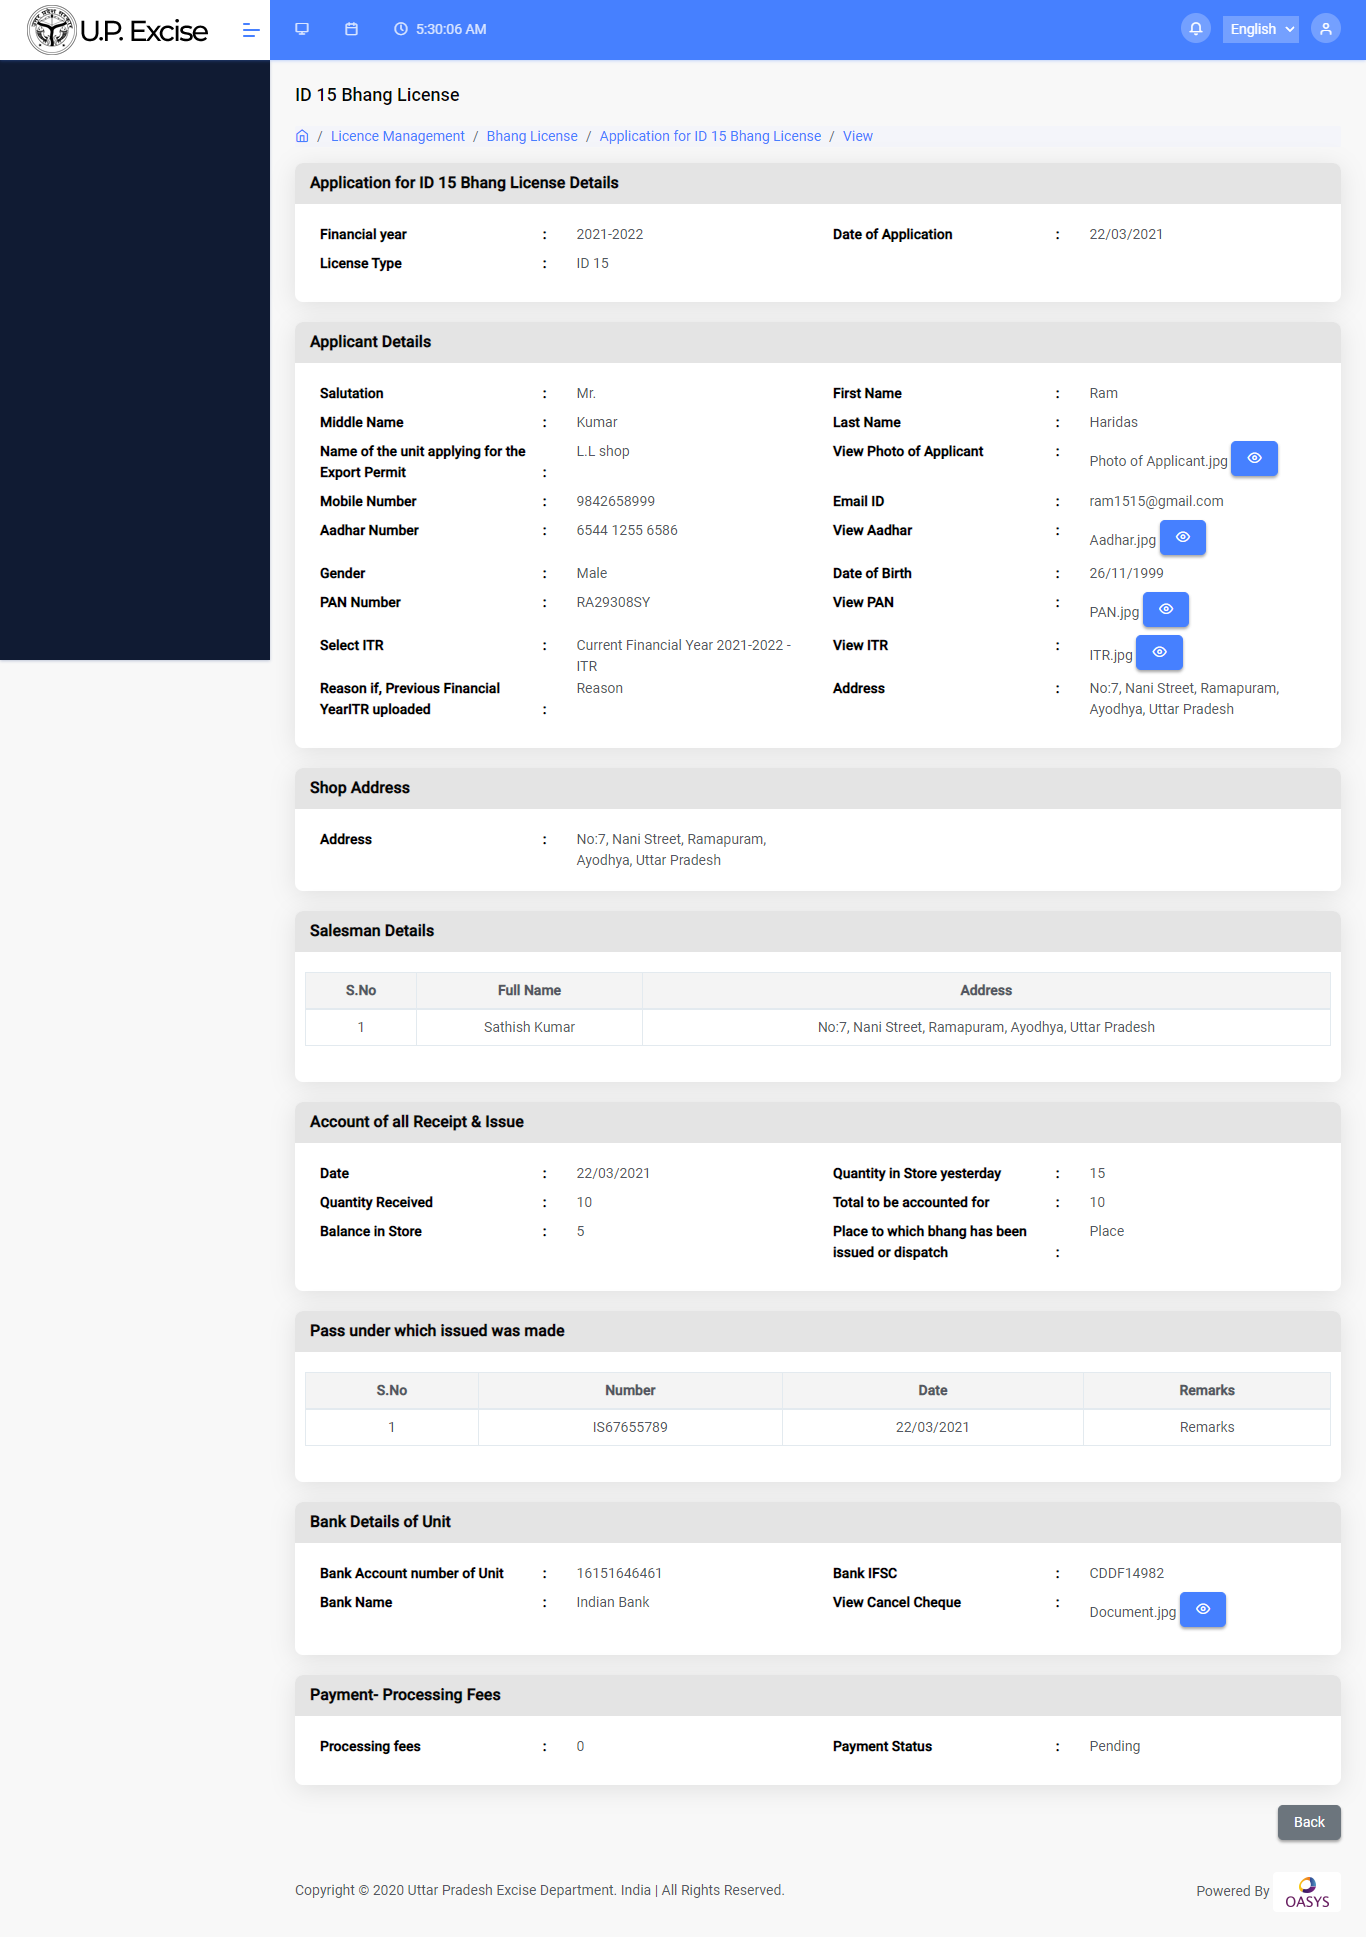 U.P. Excise
5:30:06 AM
English
ID 15 Bhang License
/ Licence Management / Bhang License / Application for ID 15 Bhang License / View
Application for ID 15 Bhang License Details
Financial year : 2021-2022 Date of Application : 22/03/2021
License Type : ID 15
Applicant Details
Salutation : Mr. First Name : Ram
Middle Name : Kumar Last Name : Haridas
Name of the unit applying for the Export Permit : L.L shop View Photo of Applicant : Photo of Applicant.jpg
Mobile Number : 9842658999 Email ID : ram1515@gmail.com
Aadhar Number : 6544 1255 6586 View Aadhar : Aadhar.jpg
Gender : Male Date of Birth : 26/11/1999
PAN Number : RA29308SY View PAN : PAN.jpg
Select ITR : Current Financial Year 2021-2022 - ITR View ITR : ITR.jpg
Reason if, Previous Financial YearITR uploaded : Reason Address : No:7, Nani Street, Ramapuram, Ayodhya, Uttar Pradesh
Shop Address
Address : No:7, Nani Street, Ramapuram,
Ayodhya, Uttar Pradesh
Salesman Details
S.No Full Name Address
1 Sathish Kumar No:7, Nani Street, Ramapuram, Ayodhya, Uttar Pradesh
Account of all Receipt & Issue
Date : 22/03/2021 Quantity in Store yesterday : 15
Quantity Received : 10 Total to be accounted for : 10
Balance in Store : 5 Place to which bhang has been issued or dispatch : Place
Pass under which issued was made
S.No Number Date Remarks
1 IS67655789 22/03/2021 Remarks
Bank Details of Unit
Bank Account number of Unit : 16151646461 Bank IFSC : CDDF14982
Bank Name : Indian Bank View Cancel Cheque : Document.jpg
Payment- Processing Fees
Processing fees : 0 Payment Status : Pending
Back
Copyright © 2020 Uttar Pradesh Excise Department. India | All Rights Reserved. Powered By OASYS